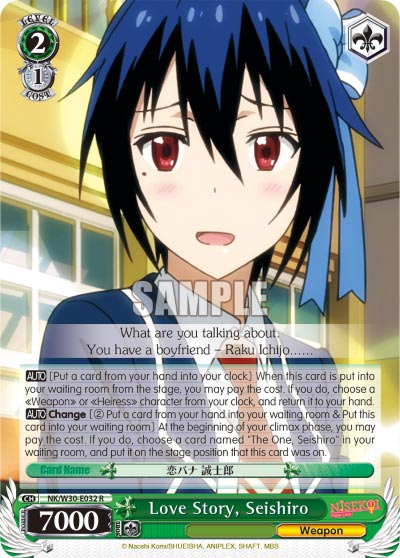 LEVEL
2
1
COST
SAMPLE
What are you talking about.
You have a boyfriend – Raku Ichijo......
AUTO [Put a card from your hand into your clock] When this card is put into
your waiting room from the stage, you may pay the cost. If you do, choose a
«Weapon» or «Heiress» character from your clock, and return it to your hand.
AUTO Change [② Put a card from your hand into your waiting room & Put this
card into your waiting room] At the beginning of your climax phase, you may
pay the cost. If you do, choose a card named "The One, Seishiro" in your
waiting room, and put it in the position that this card was on.
Card Name
恋バナ 誠士郎
CH NK/W30-E032 R
POWER 7000 SOUL Love Story, Seishiro NISEKOI
Weapon
© Naoshi Komi/SHUEISHA, ANIPLEX, SHAFT, MBS